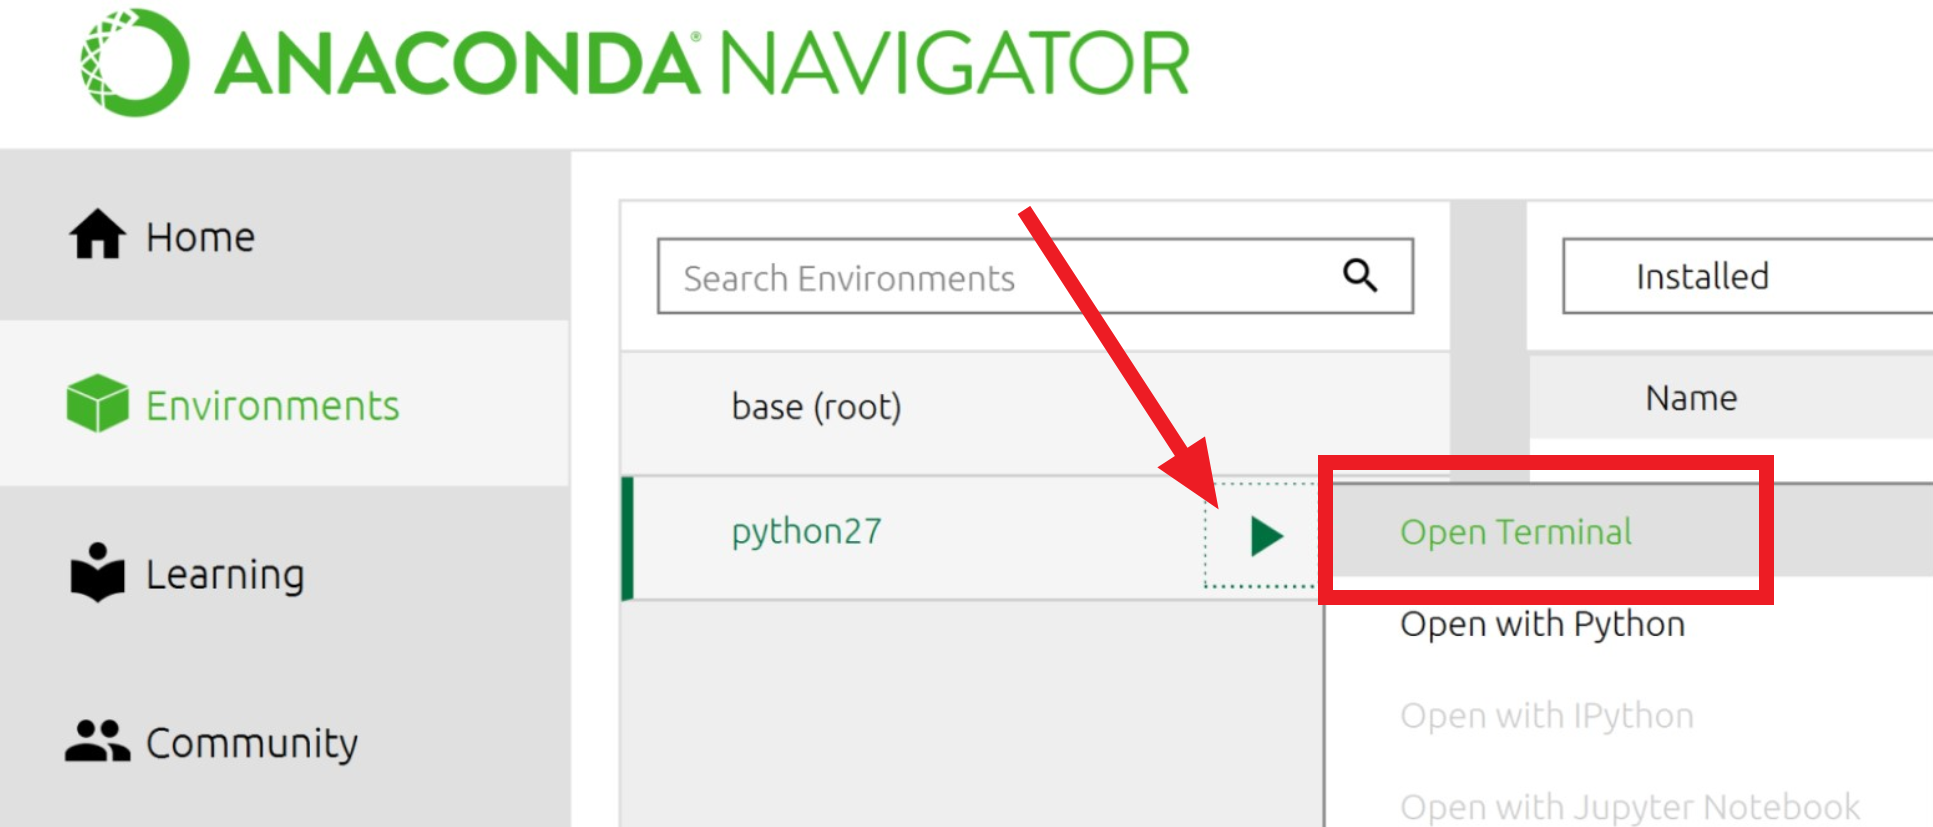 ANACONDA® NAVIGATOR
Home
Environments
Learning
Community
Search Environments
base (root)
python27
Installed
Name
Open Terminal
Open with Python
Open with IPython
Open with Jupyter Notebook